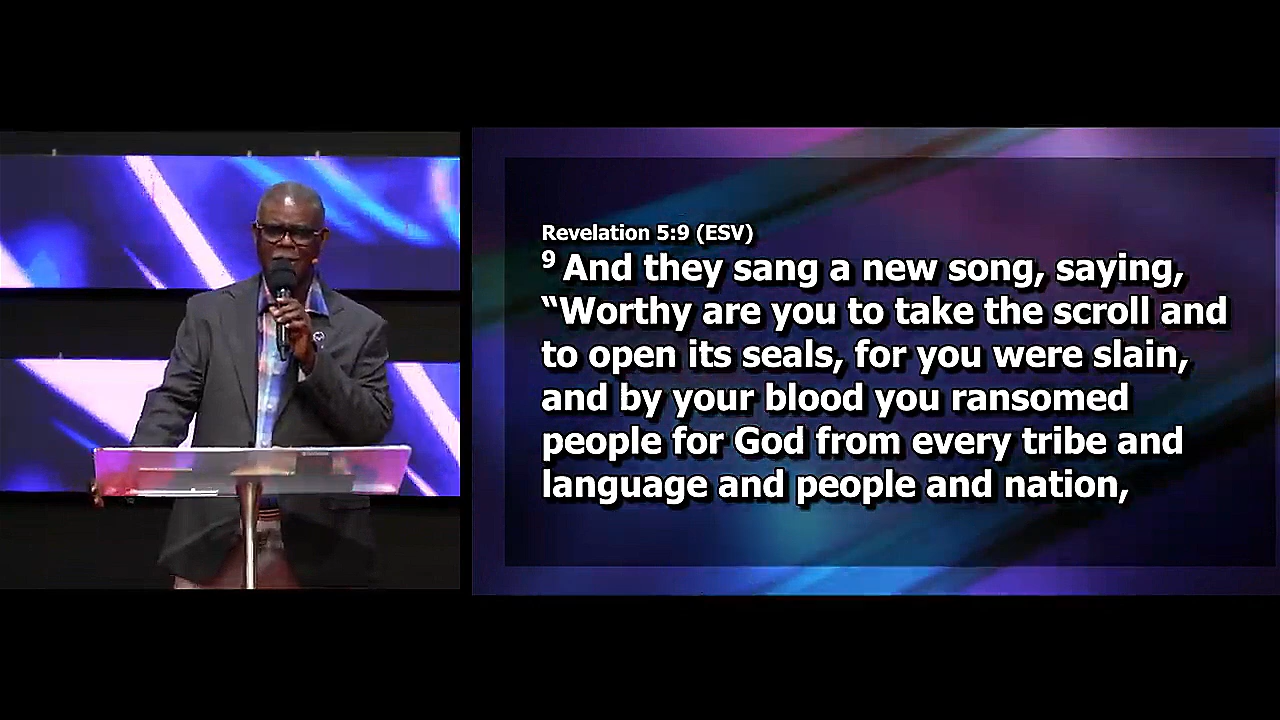 Revelation 5:9 (ESV)
9 And they sang a new song, saying,
“Worthy are you to take the scroll and
to open its seals, for you were slain,
and by your blood you ransomed
people for God from every tribe and
language and people and nation,